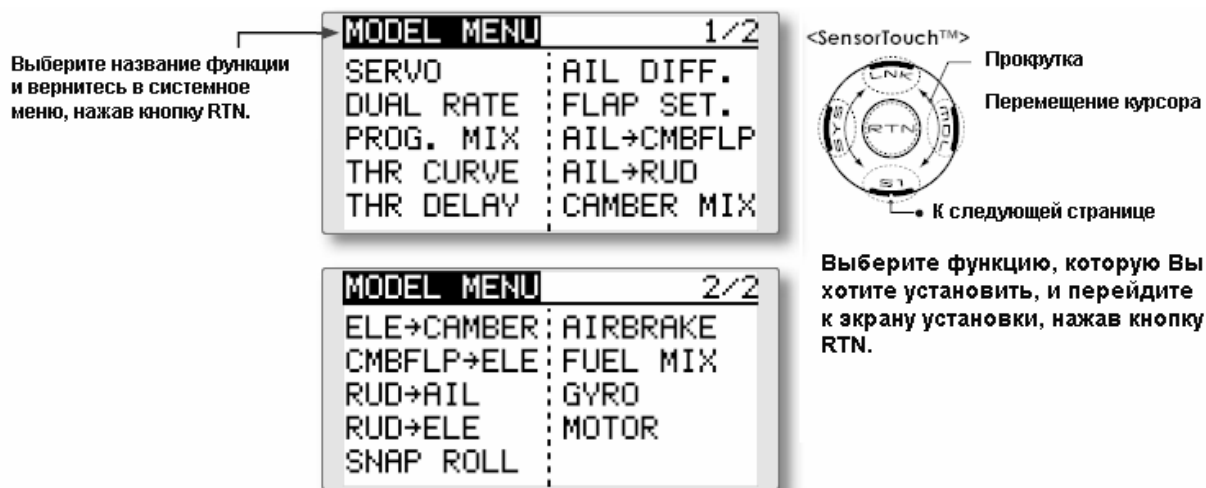 Выберите название функции
и вернитесь в системное
меню, нажав кнопку RTN.
MODEL MENU 1/2
SERVO AIL DIFF.
DUAL RATE FLAP SET.
PROG. MIX AIL→CMBFLP
THR CURVE AIL→RUD
THR DELAY CAMBER MIX
<SensorTouch™>
LNK
SYS
RTN
MDL
S1
Прокрутка
Перемещение курсора
• К следующей странице
Выберите функцию, которую Вы
хотите установить, и перейдите
к экрану установки, нажав кнопку
RTN.
MODEL MENU 2/2
ELE→CAMBER AIRBRAKE
CMBFLP→ELE FUEL MIX
RUD→AIL GYRO
RUD→ELE MOTOR
SNAP ROLL